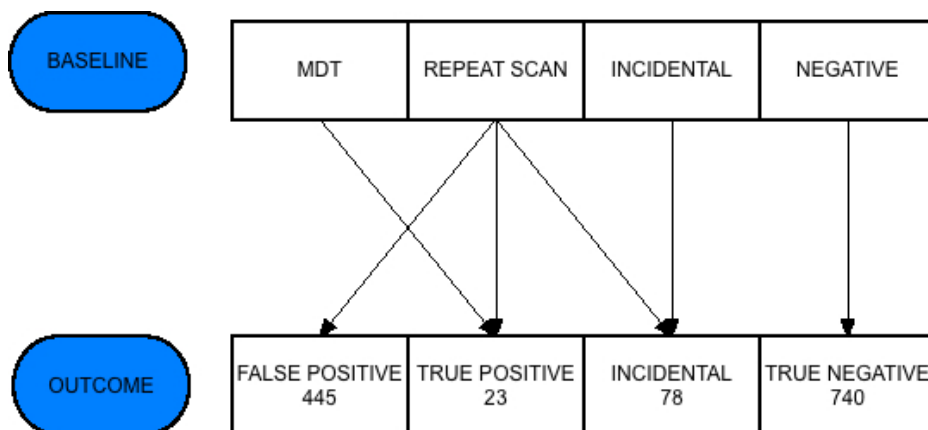 BASELINE
MDT
REPEAT SCAN
INCIDENTAL
NEGATIVE
OUTCOME
FALSE POSITIVE
445
TRUE POSITIVE
23
INCIDENTAL
78
TRUE NEGATIVE
740